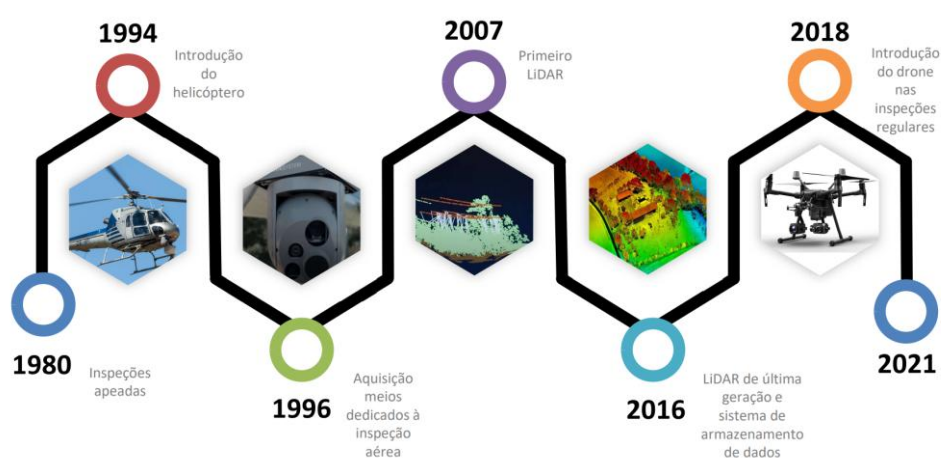 1994
Introdução
do
helicóptero
2007
Primeiro
LiDAR
2018
Introdução
do drone
nas
inspeções
regulares
1980
Inspeções
apeadas
1996
Aquisição
meios
dedicados à
inspeção
aérea
2016
LiDAR de última
geração e
sistema de
armazenamento
de dados
2021